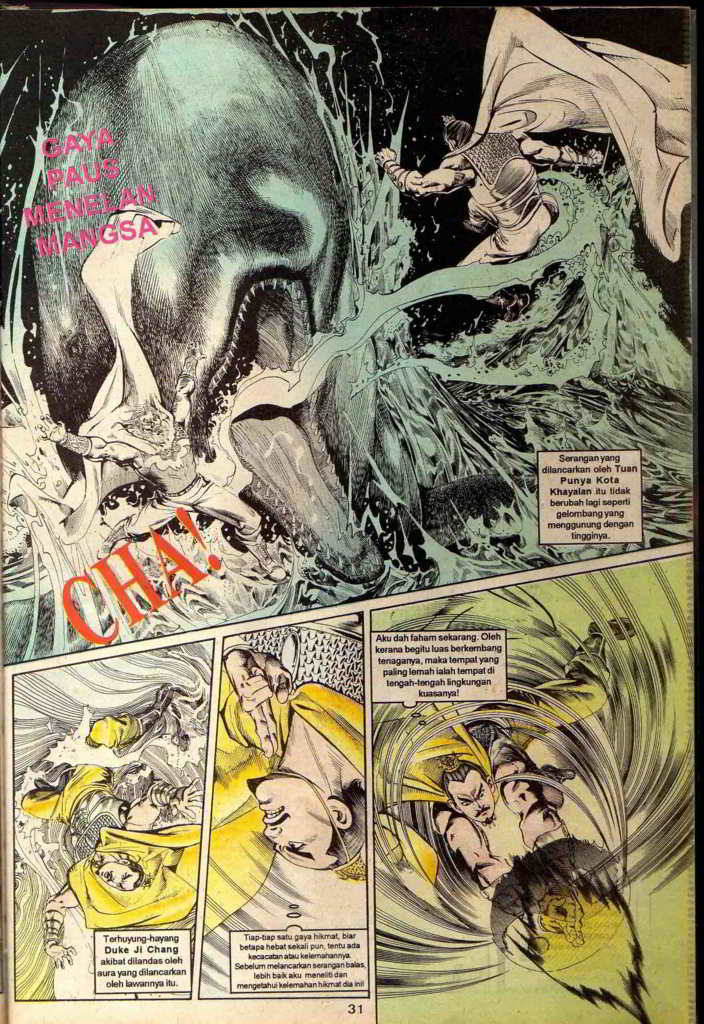 GAYA
PAUS
MENELAN
MANGSA
Serangan yang
dilancarkan oleh Tuan
Punya Kota
Khayalan itu tidak
berubah lagi seperti
gelombang yang
menggunung dengan
tingginya.
CHA!
Terhuyung-hayang
Duke Ji Chang
akibat dilandas oleh
aura yang dilancarkan
oleh lawannya itu.
Tiap-tiap satu gaya hikmat, biar
betapa hebat sekali pun, tentu ada
kecacatan atau kelemahannya.
Sebelum melancarkan serangan balas,
lebih baik aku meneliti dan
mengetahui kelemahan hikmat dia ini!
Aku dah faham sekarang. Oleh
kerana begitu luas berkembang
tenaganya, maka tempat yang
paling lemah ialah tempat di
tengah-tengah lingkungan
kuasanya!
31